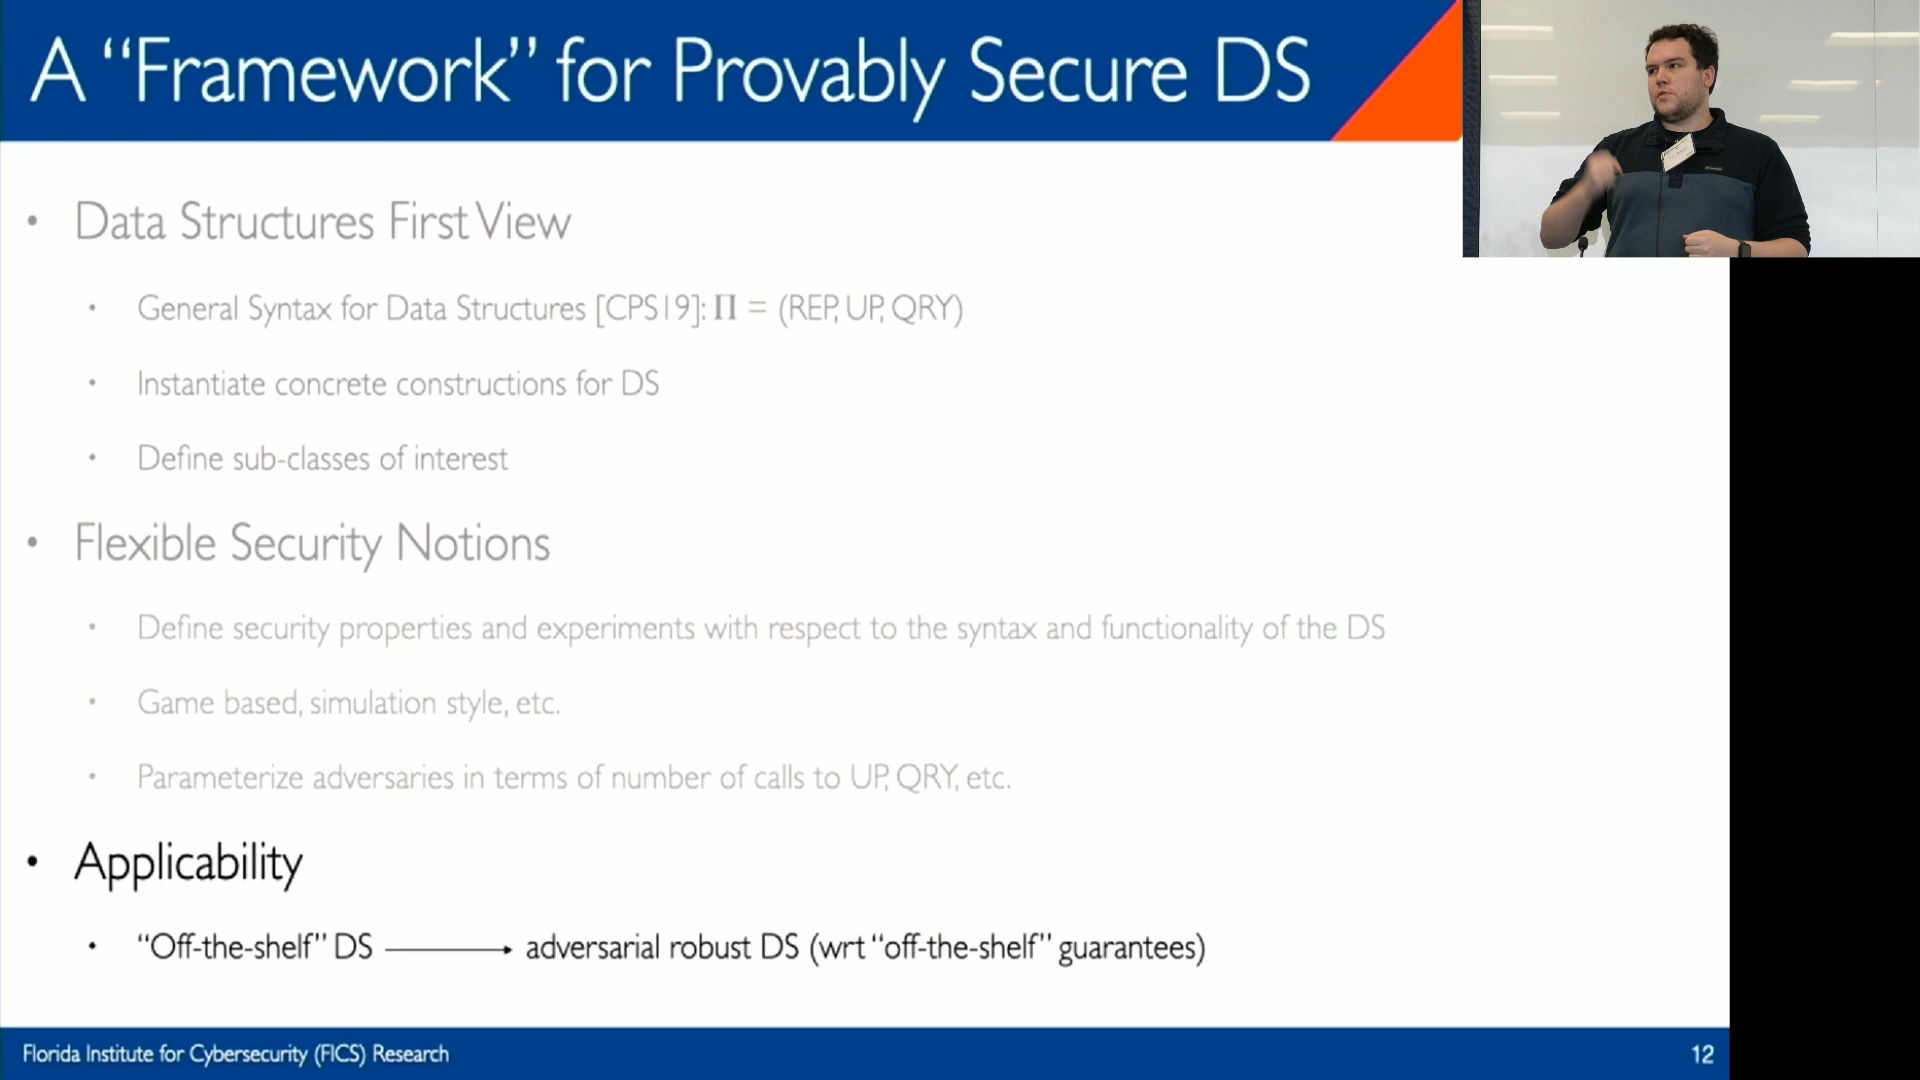 A “Framework” for Provably Secure DS
• Data Structures First View
• General Syntax for Data Structures [CPS19]: Π = (REP, UP, QRY)
• Instantiate concrete constructions for DS
• Define sub-classes of interest
• Flexible Security Notions
• Define security properties and experiments with respect to the syntax and functionality of the DS
• Game based, simulation style, etc.
• Parameterize adversaries in terms of number of calls to UP, QRY, etc.
• Applicability
• “Off-the-shelf” DS ⟶ adversarial robust DS (wrt “off-the-shelf” guarantees)
Florida Institute for Cybersecurity (FICS) Research
12